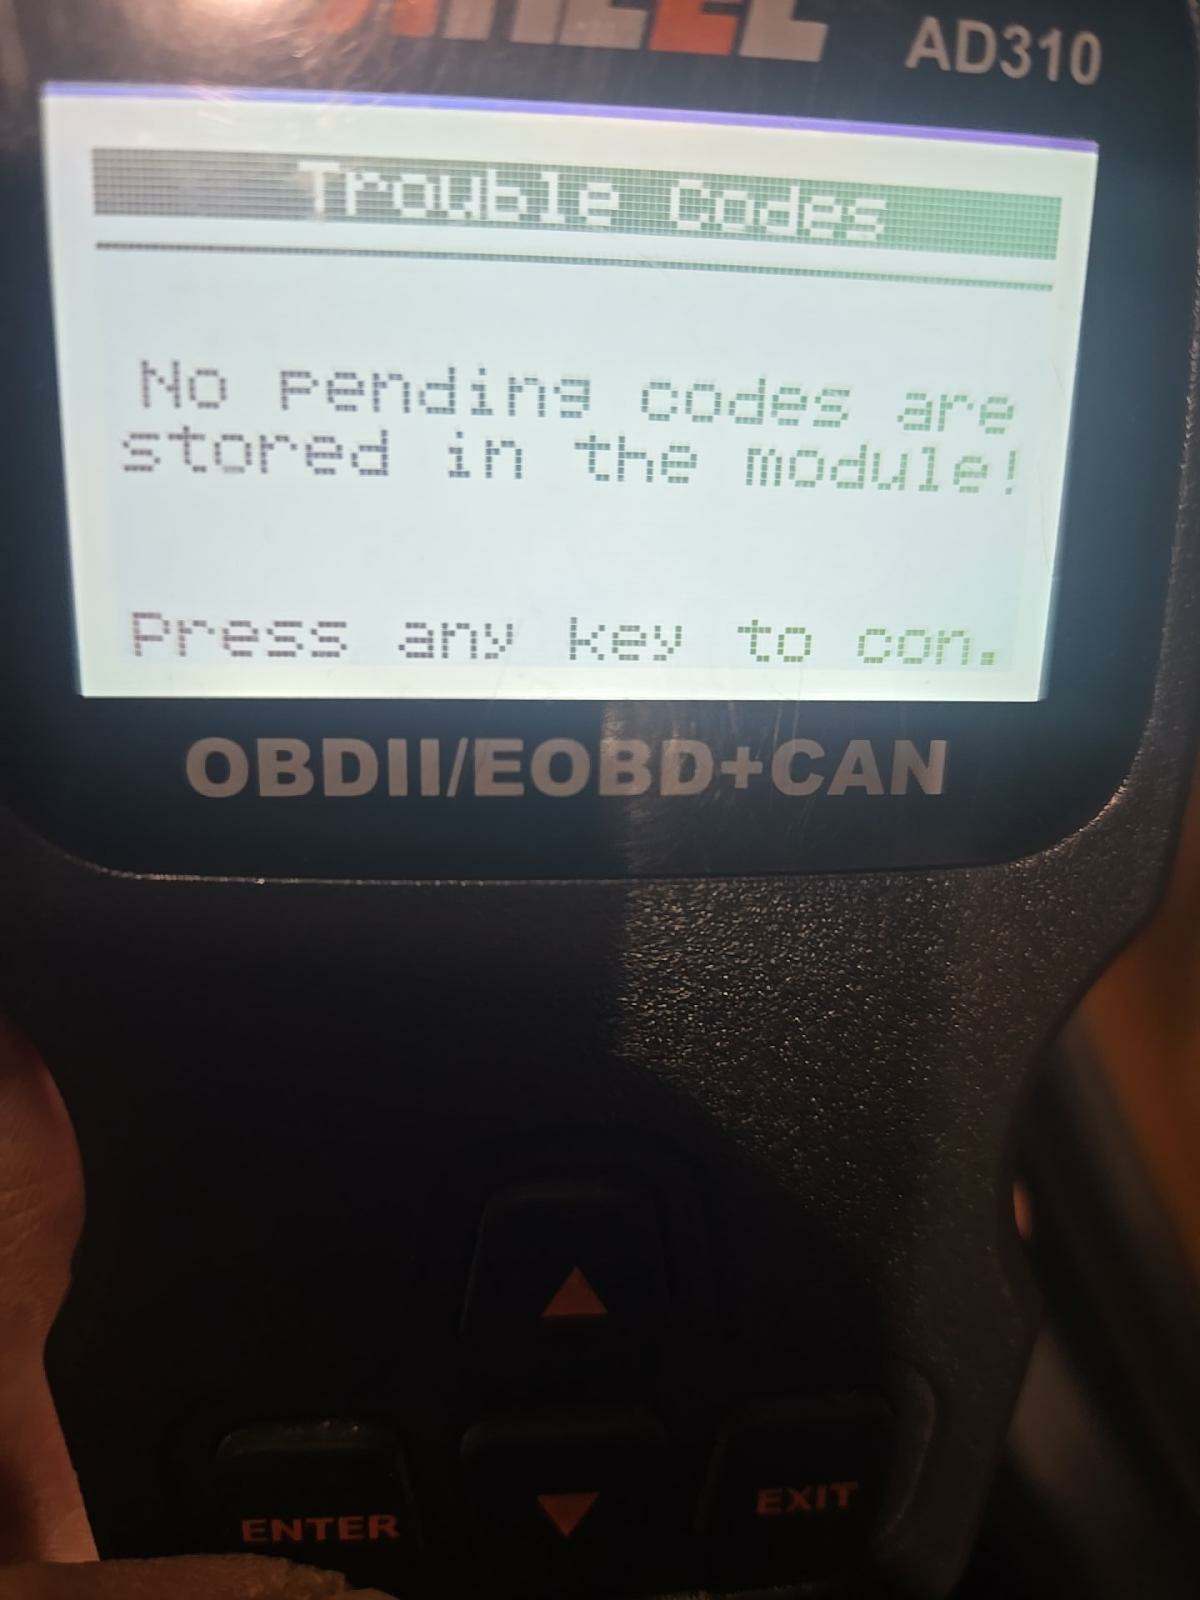 AD310
Trouble Codes
No pending codes are
stored in the module!
Press any key to con.
OBDII/EOBD+CAN
ENTER
EXIT